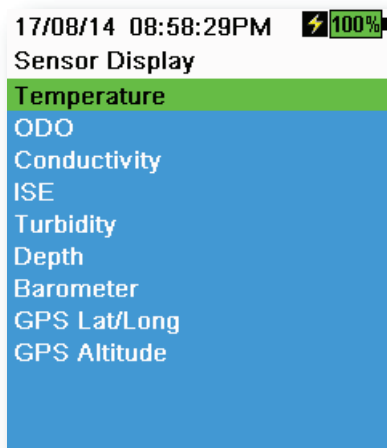 17/08/14 08:58:29PM 100%
Sensor Display
Temperature
ODO
Conductivity
ISE
Turbidity
Depth
Barometer
GPS Lat/Long
GPS Altitude